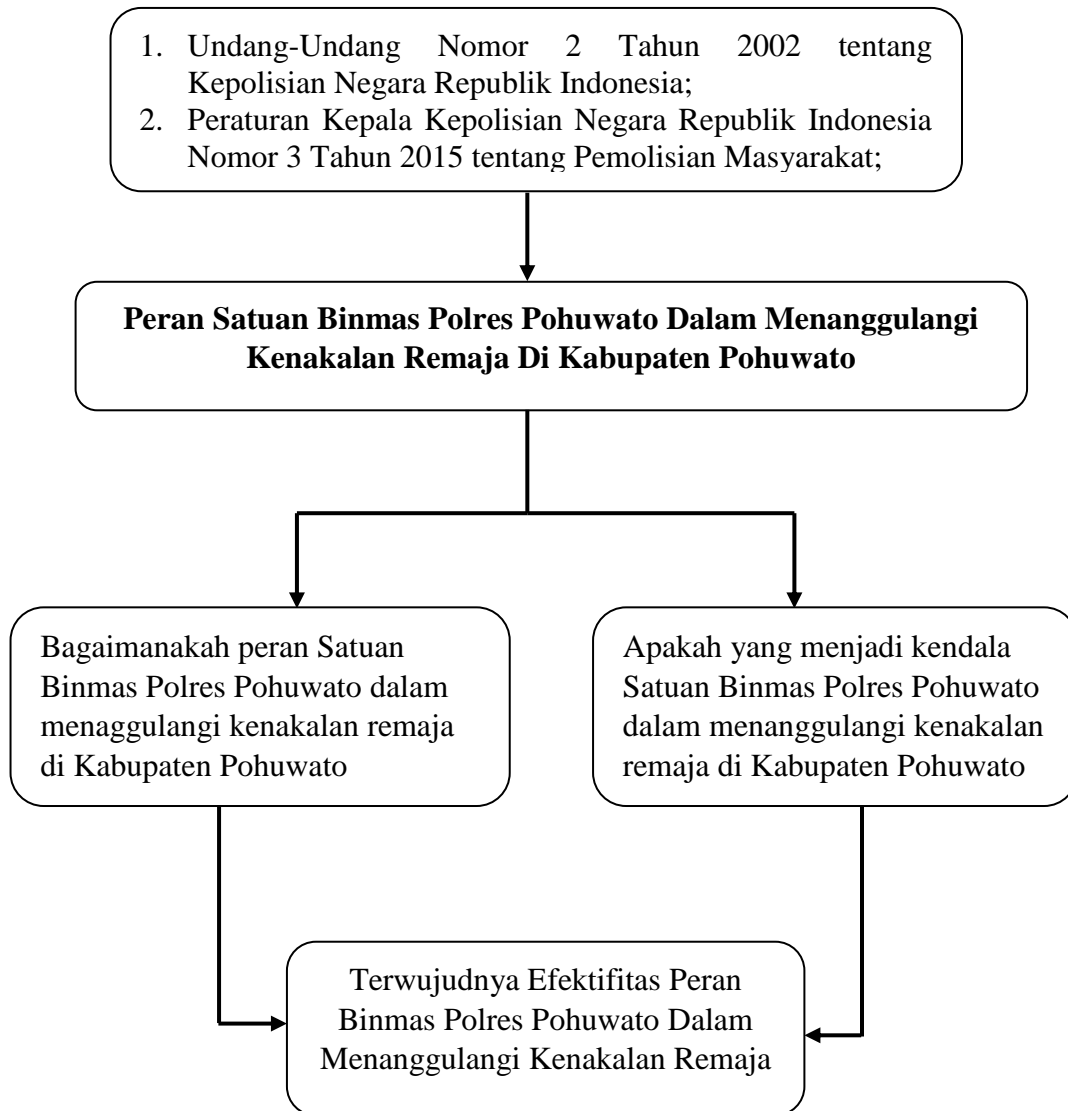 1. Undang-Undang Nomor 2 Tahun 2002 tentang
Kepolisian Negara Republik Indonesia;
2. Peraturan Kepala Kepolisian Negara Republik Indonesia
Nomor 3 Tahun 2015 tentang Pemolisian Masyarakat;
Peran Satuan Binmas Polres Pohuwato Dalam Menanggulangi
Kenakalan Remaja Di Kabupaten Pohuwato
Bagaimanakah peran Satuan
Binmas Polres Pohuwato dalam
menaggulangi kenakalan remaja
di Kabupaten Pohuwato
Apakah yang menjadi kendala
Satuan Binmas Polres Pohuwato
dalam menanggulangi kenakalan
remaja di Kabupaten Pohuwato
Terwujudnya Efektifitas Peran
Binmas Polres Pohuwato Dalam
Menanggulangi Kenakalan Remaja